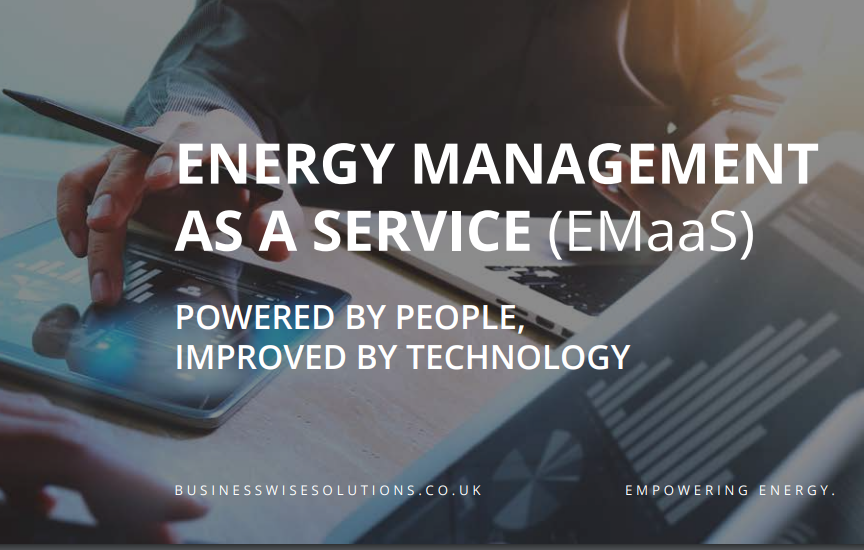 ENERGY MANAGEMENT
AS A SERVICE (EMaaS)
POWERED BY PEOPLE,
IMPROVED BY TECHNOLOGY
BUSINESSWISESOLUTIONS.CO.UK
EMPOWERING ENERGY.